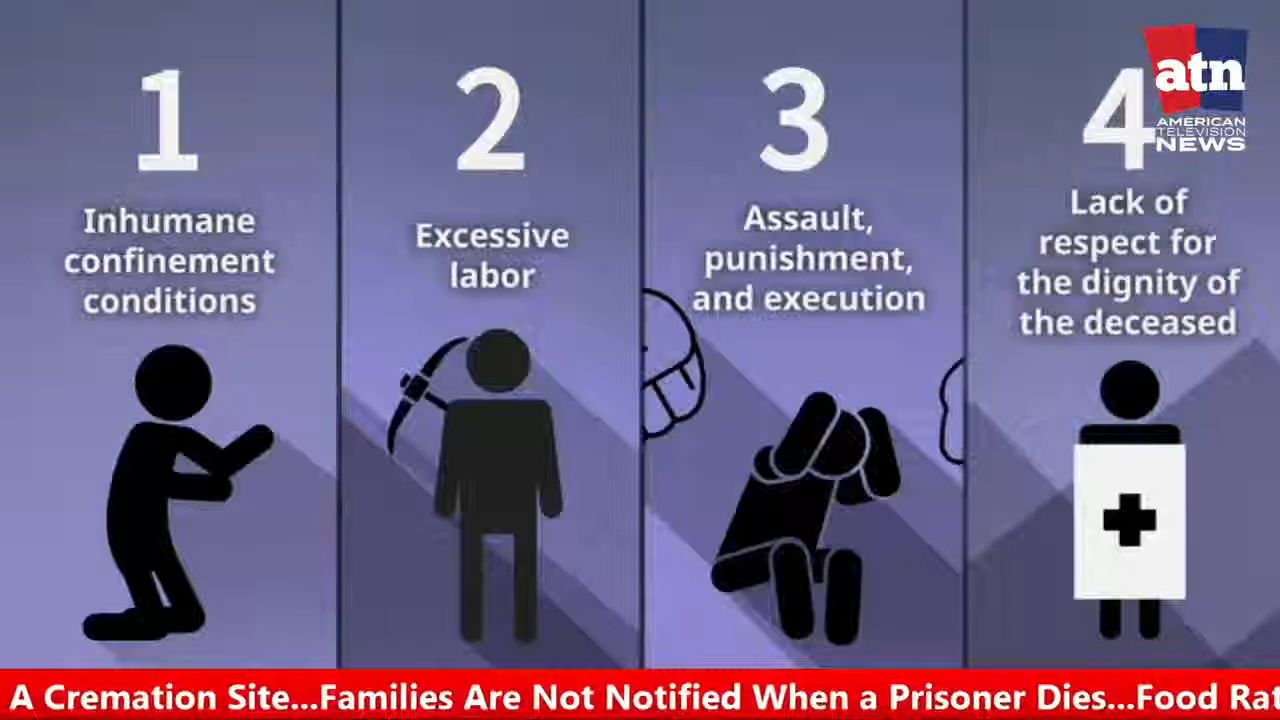 1
Inhumane
confinement
conditions
2
Excessive
labor
3
Assault,
punishment,
and execution
4
Lack of
respect for
the dignity of
the deceased
atn
AMERICAN
TELEVISION
NEWS
A Cremation Site...Families Are Not Notified When a Prisoner Dies...Food Rat